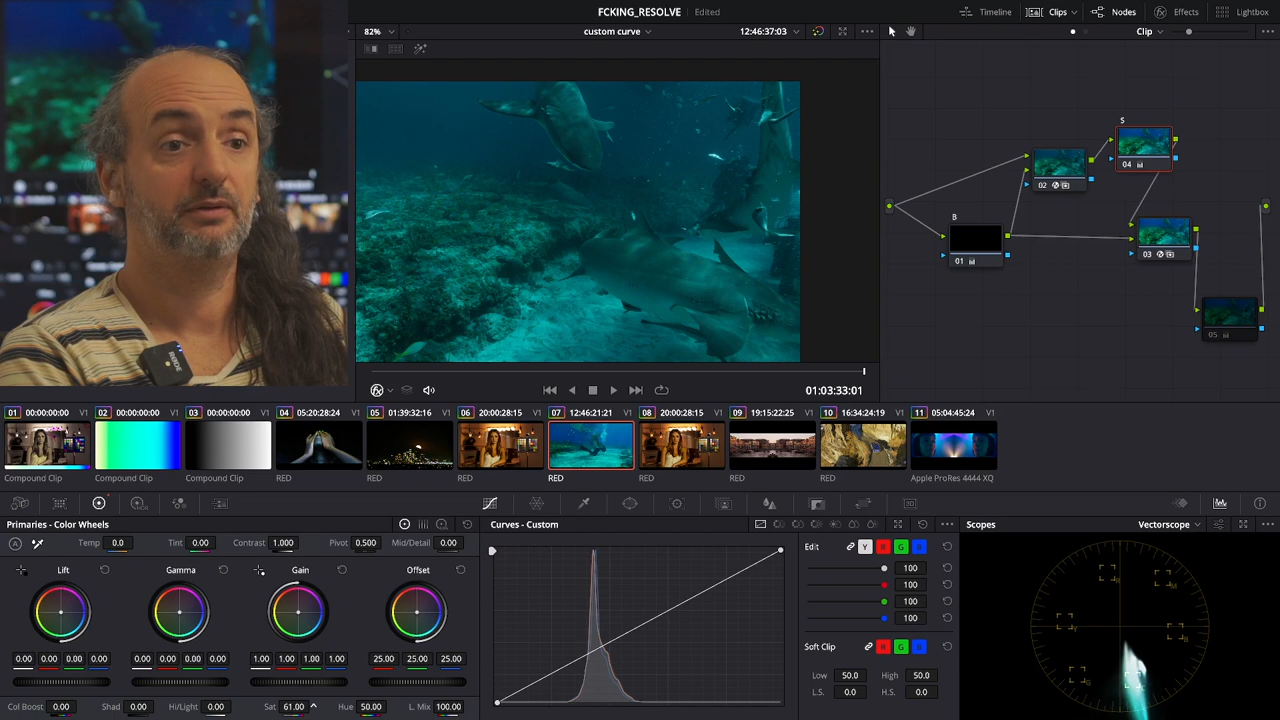 FCKING_RESOLVE Edited
Timeline Clips Nodes Effects Lightbox
82% custom curve 12:46:37:03 Clip
S
04
02
B
01
03
05
RØDE
01:03:33:01
01 00:00:00:00 V1 02 00:00:00:00 V1 03 00:00:00:00 V1 04 05:20:28:24 V1 05 01:39:32:16 V1 06 20:00:28:15 V1 07 12:46:21:21 V1 08 20:00:28:15 V1 09 19:15:22:25 V1 10 16:34:24:19 V1 11 05:04:45:24 V1
Compound Clip Compound Clip Compound Clip RED RED RED RED RED RED RED Apple ProRes 4444 XQ
Primaries - Color Wheels Curves - Custom Scopes Vectorscope
A Temp 0.0 Tint 0.00 Contrast 1.000 Pivot 0.500 Mid/Detail 0.00
Edit Y R G B
Lift Gamma Gain Offset
100
100
100
100
Soft Clip R G B
0.00 0.00 0.00 0.00 0.00 0.00 0.00 0.00 1.00 1.00 1.00 1.00 25.00 25.00 25.00
Low 50.0 High 50.0
L.S. 0.0 H.S. 0.0
Col Boost 0.00 Shad 0.00 Hi/Light 0.00 Sat 61.00 Hue 50.00 L. Mix 100.00